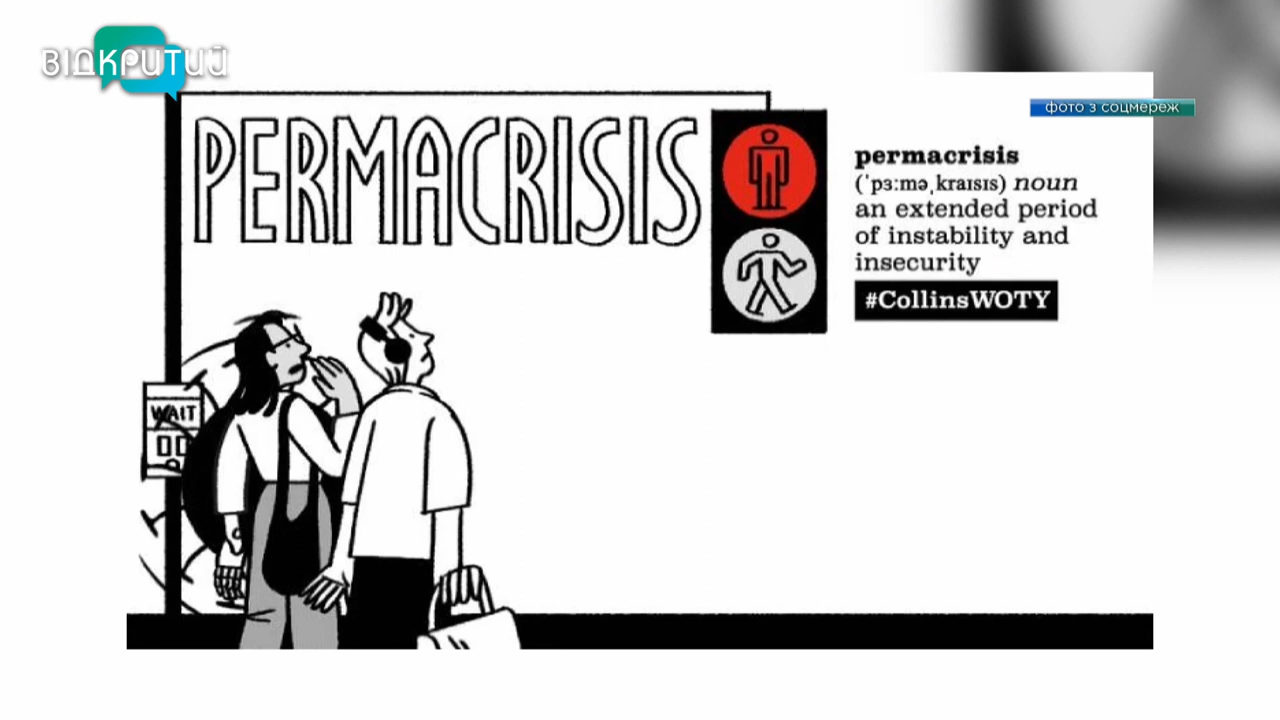 ВІДКРИТИЙ
фото з соцмереж
PERMACRISIS
permacrisis
(ˈpɜːməˌkraɪsɪs) noun
an extended period
of instability and
insecurity
#CollinsWOTY
WAIT